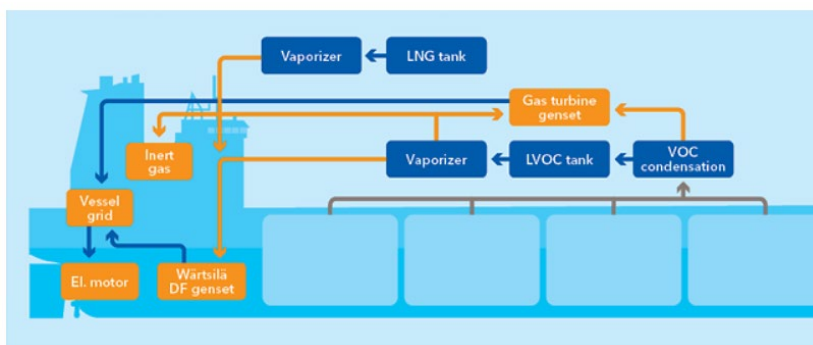 Vaporizer
LNG tank
Gas turbine
genset
Inert
gas
Vaporizer
LVOC tank
VOC
condensation
Vessel
grid
El. motor
Wärtsilä
DF genset